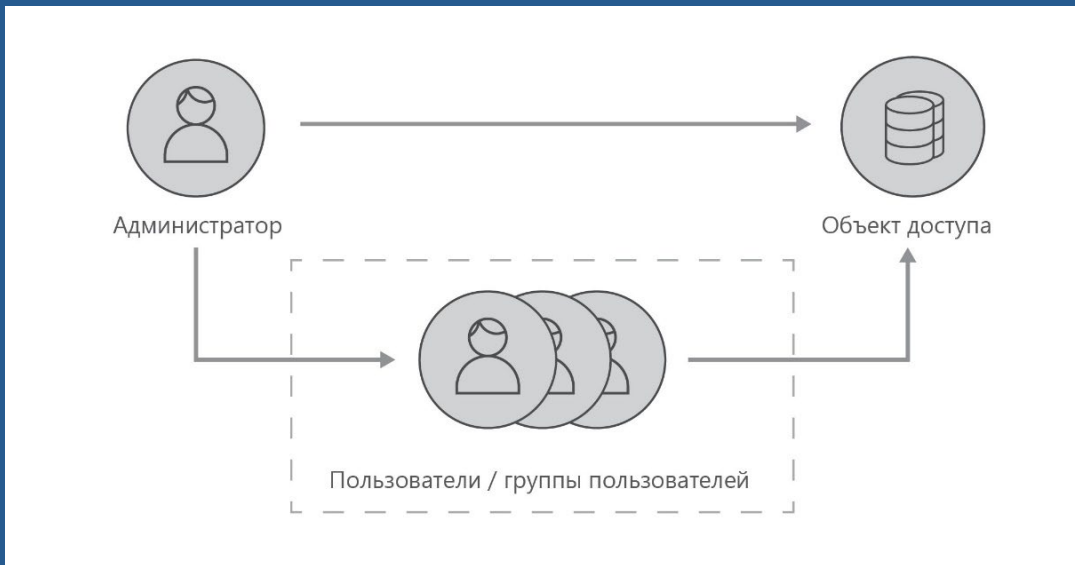 Администратор
Объект доступа
Пользователи / группы пользователей